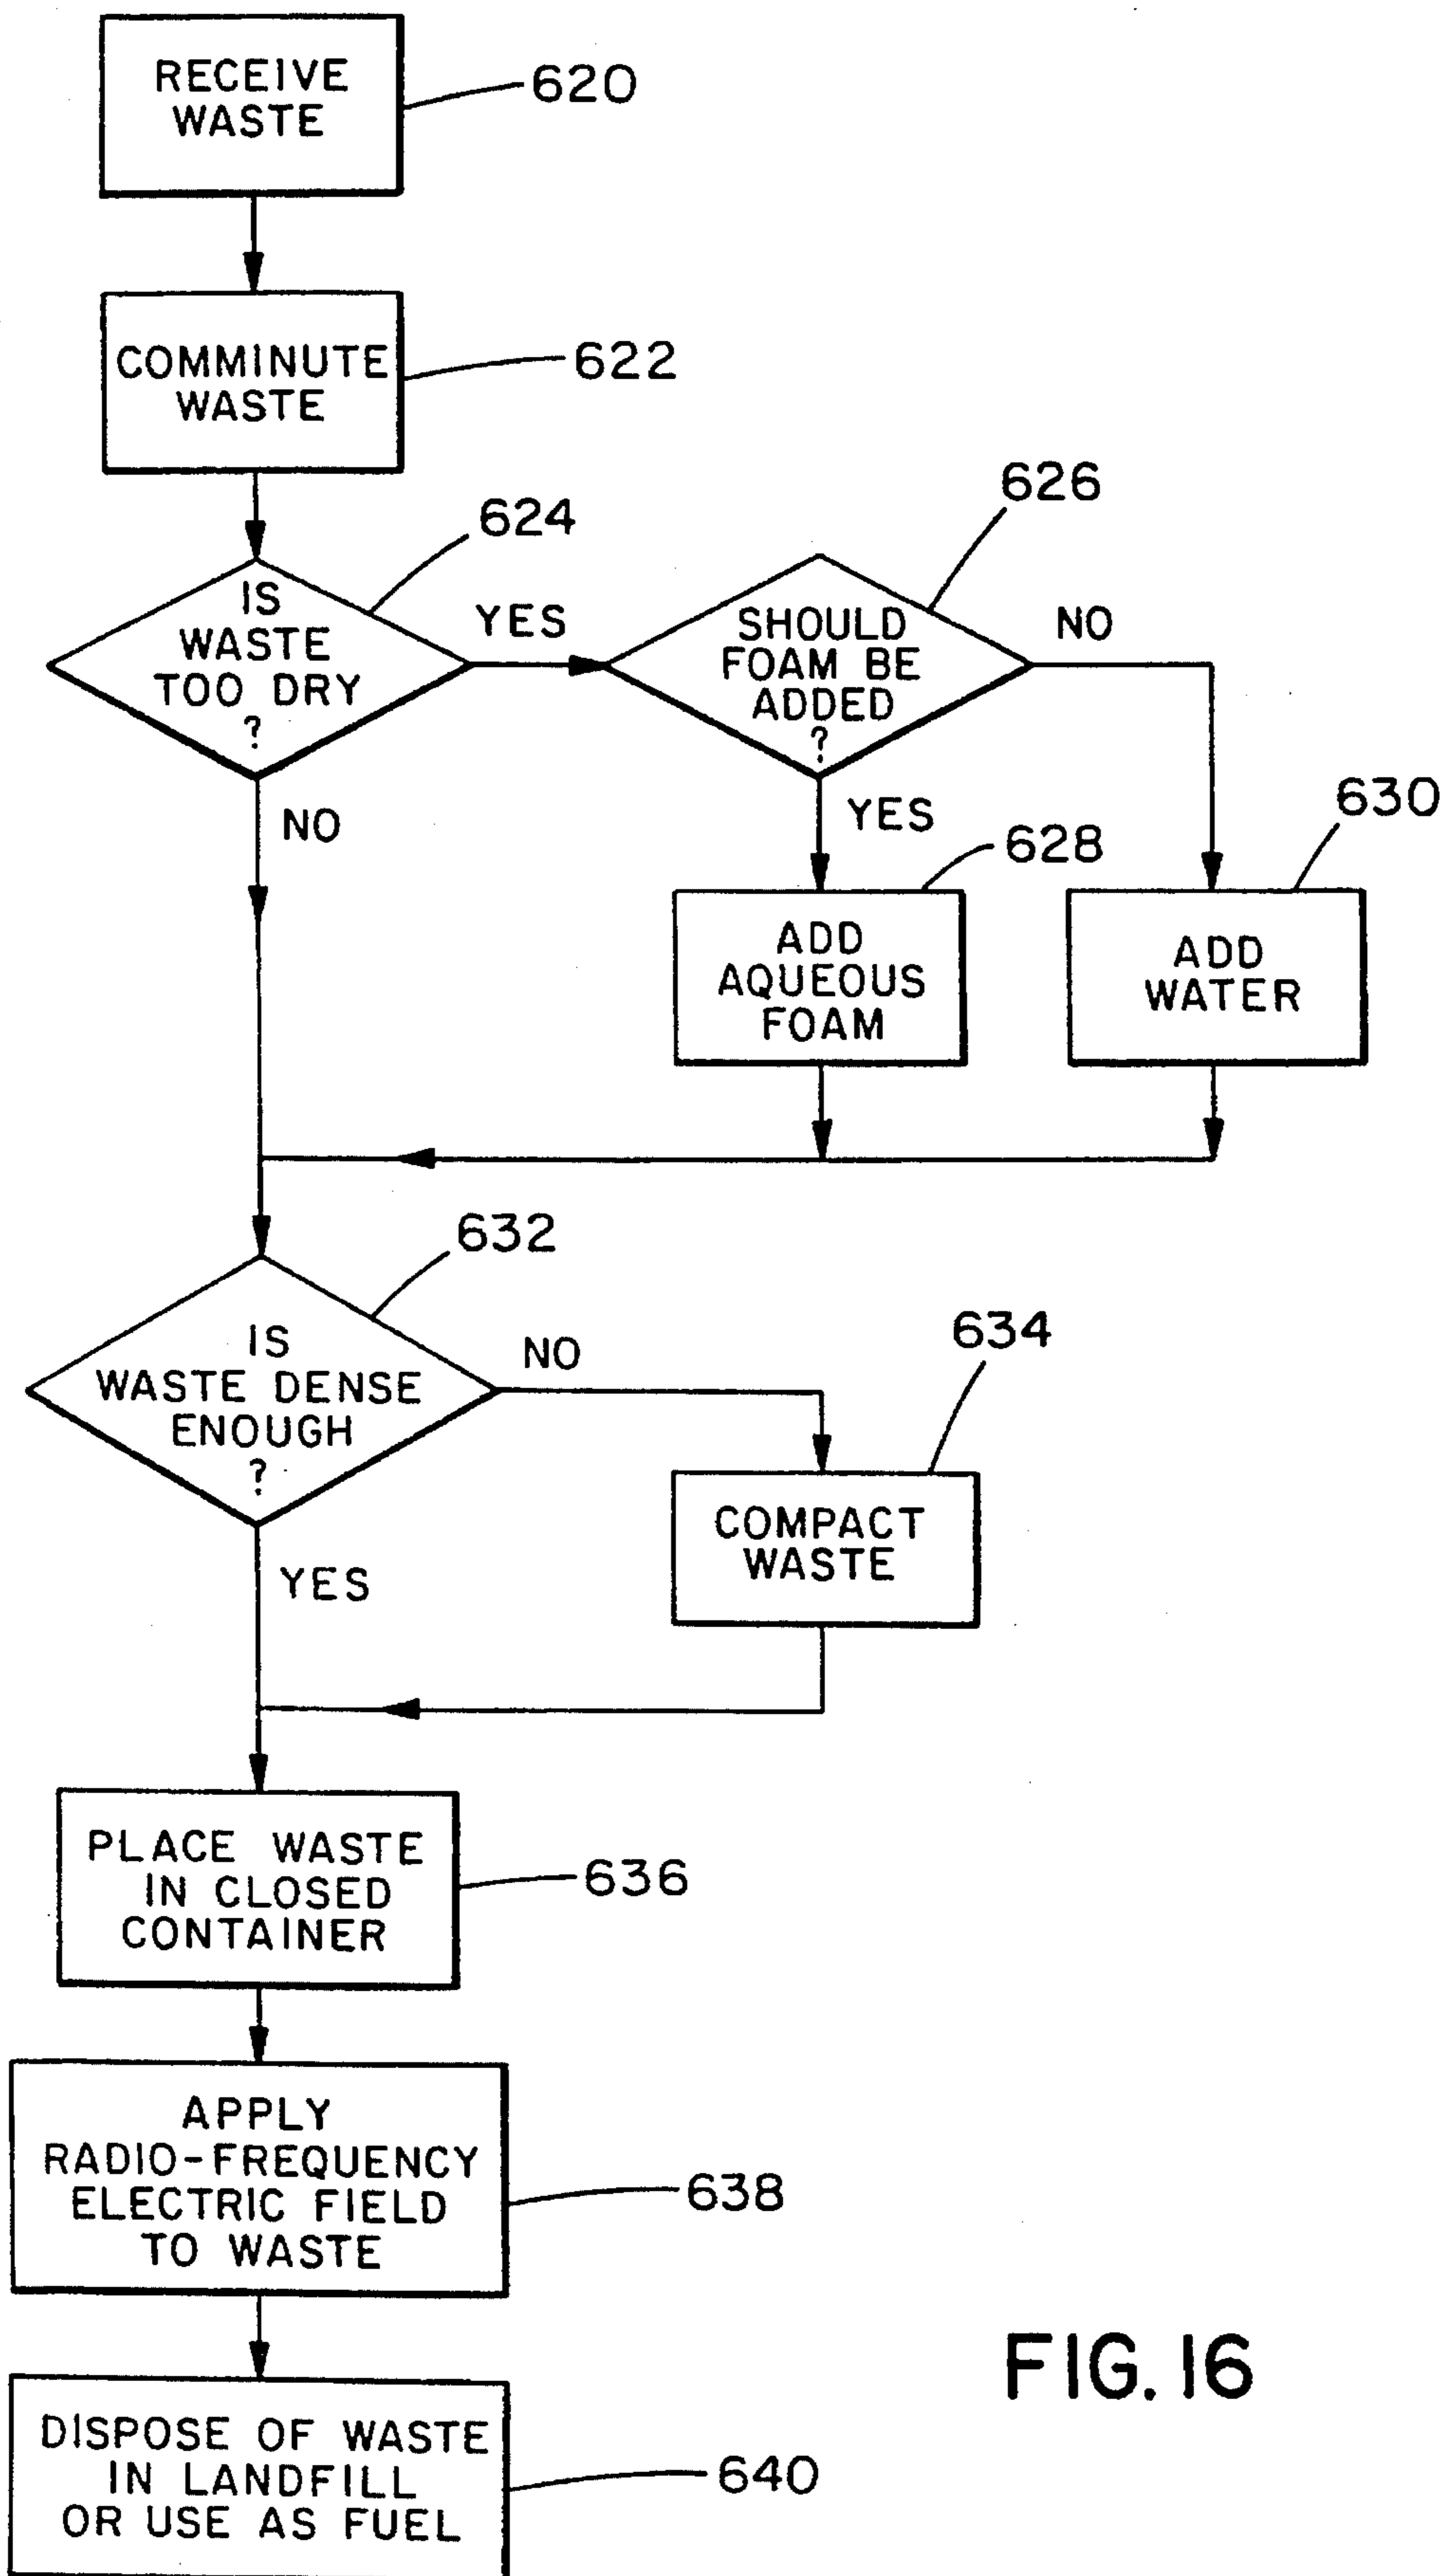 RECEIVE
WASTE
620
COMMINUTE
WASTE
622
624
626
IS
WASTE
TOO DRY
?
YES
SHOULD
FOAM BE
ADDED
?
NO
NO
YES
628
630
ADD
AQUEOUS
FOAM
ADD
WATER
632
IS
WASTE DENSE
ENOUGH
?
NO
634
YES
COMPACT
WASTE
PLACE WASTE
IN CLOSED
CONTAINER
636
APPLY
RADIO-FREQUENCY
ELECTRIC FIELD
TO WASTE
638
DISPOSE OF WASTE
IN LANDFILL
OR USE AS FUEL
640
FIG. 16